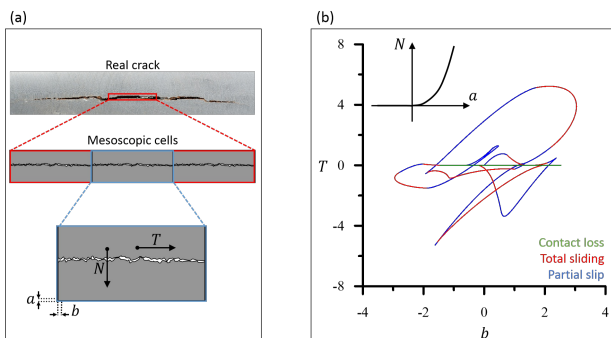 (a)
Real crack
Mesoscopic cells
T
N
a
b
(b)
8
4
T 0
-4
-8
N
a
Contact loss
Total sliding
Partial slip
-4 -2 0 2 4
b